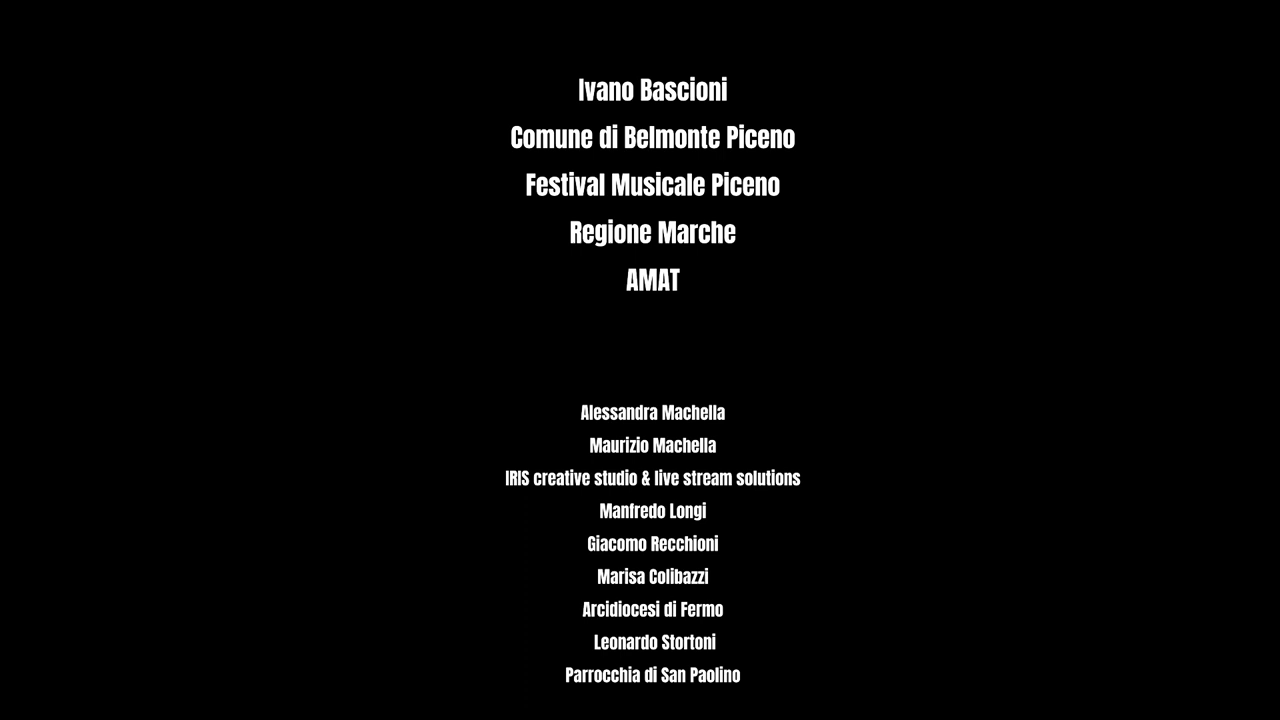 Ivano Bascioni
Comune di Belmonte Piceno
Festival Musicale Piceno
Regione Marche
AMAT
Alessandra Machella
Maurizio Machella
IRIS creative studio & live stream solutions
Manfredo Longi
Giacomo Recchioni
Marisa Colibazzi
Arcidiocesi di Fermo
Leonardo Stortoni
Parrocchia di San Paolino